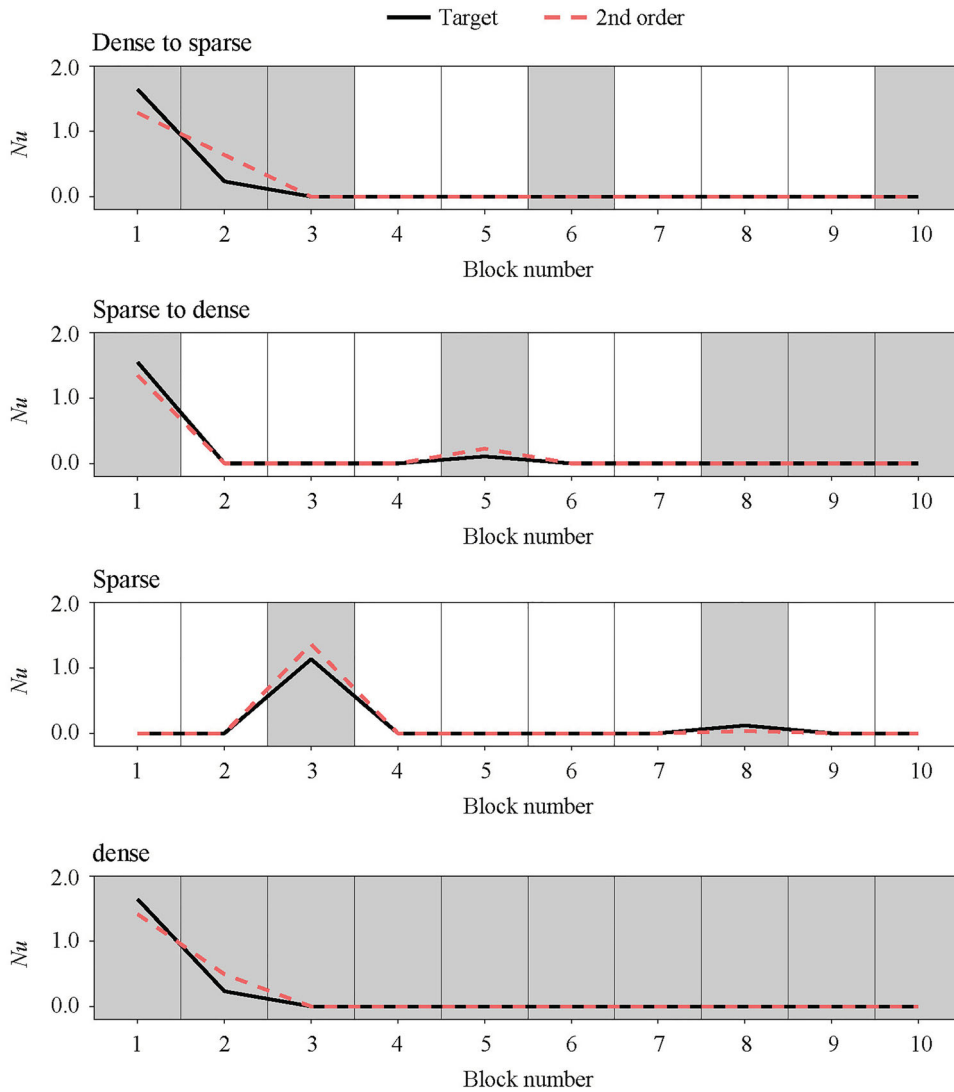 Target 2nd order
Dense to sparse
2.0
1.0
0.0
Nu
1 2 3 4 5 6 7 8 9 10
Block number
Sparse to dense
2.0
1.0
0.0
Nu
1 2 3 4 5 6 7 8 9 10
Block number
Sparse
2.0
1.0
0.0
Nu
1 2 3 4 5 6 7 8 9 10
Block number
dense
2.0
1.0
0.0
Nu
1 2 3 4 5 6 7 8 9 10
Block number